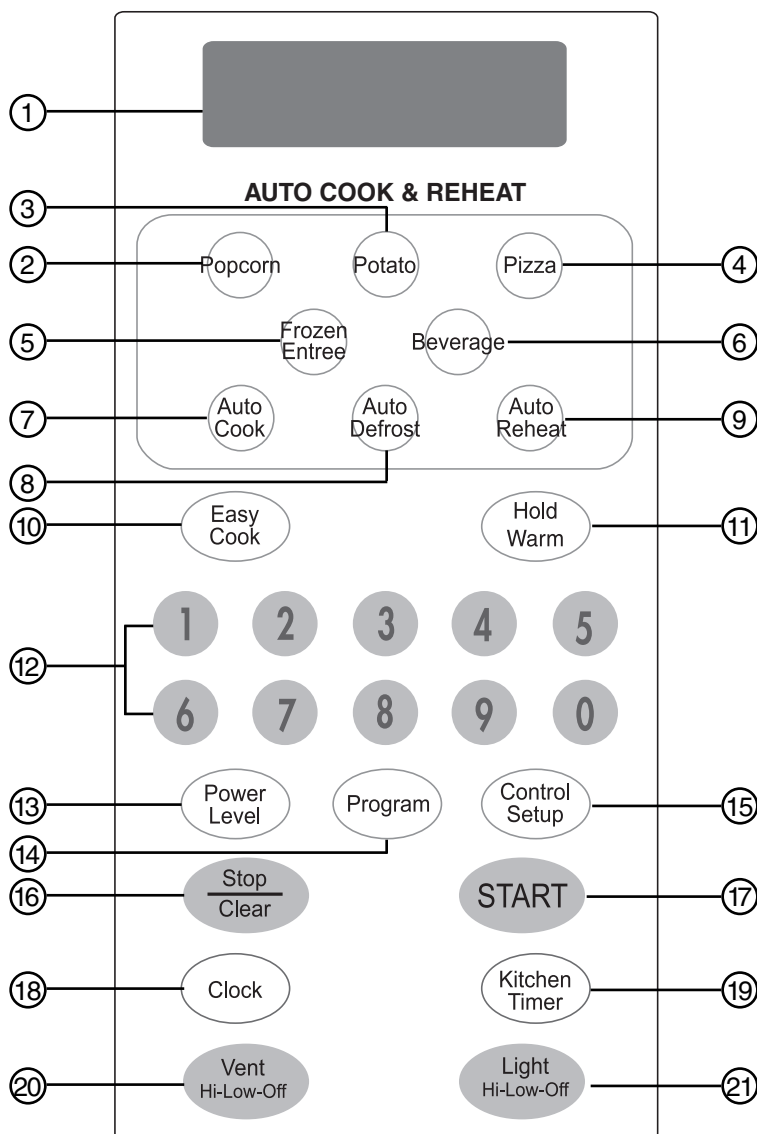 ①
AUTO COOK & REHEAT
③
② Popcorn Potato Pizza ④
⑤ Frozen Entree Beverage ⑥
⑦ Auto Cook Auto Defrost Auto Reheat ⑨
⑧
⑩ Easy Cook Hold Warm ⑪
1 2 3 4 5
⑫
6 7 8 9 0
⑬ Power Level Program Control Setup ⑮
⑭
⑯ Stop Clear START ⑰
⑱ Clock Kitchen Timer ⑲
⑳ Vent Hi-Low-Off Light Hi-Low-Off ㉑